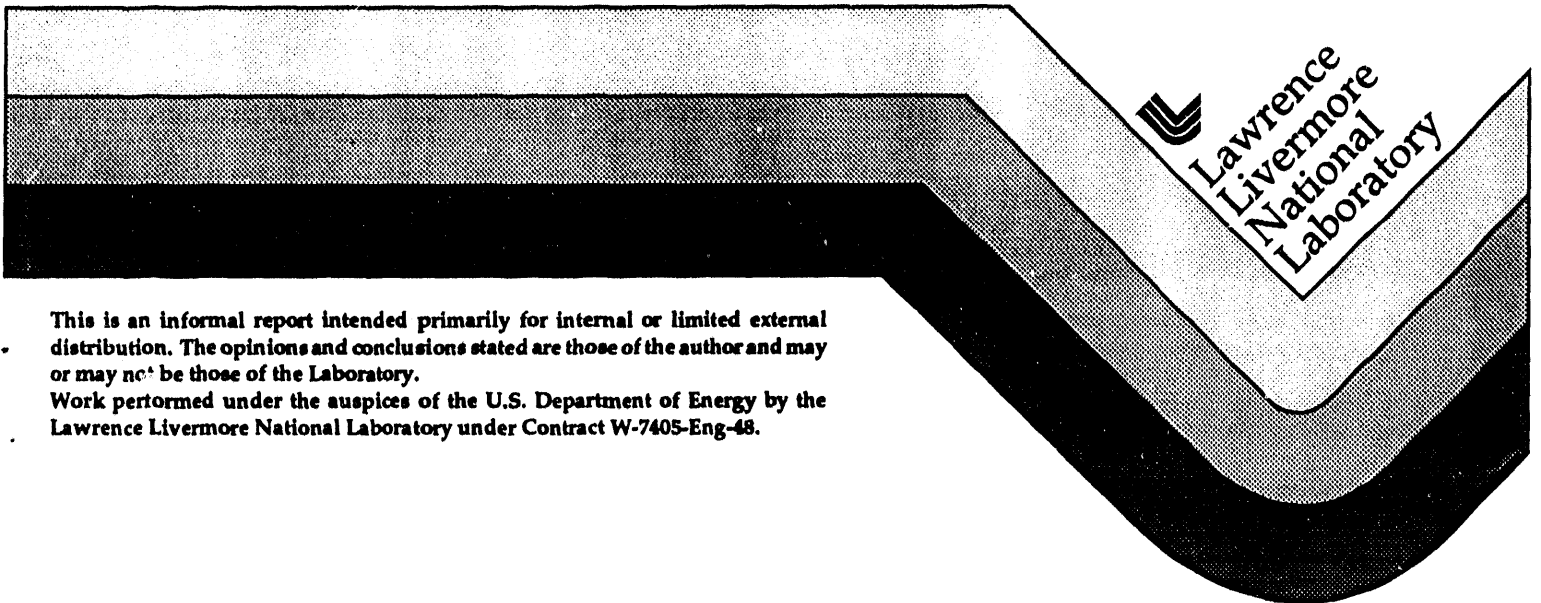 Lawrence
Livermore
National
Laboratory
This is an informal report intended primarily for internal or limited external
distribution. The opinions and conclusions stated are those of the author and may
or may not be those of the Laboratory.
Work performed under the auspices of the U.S. Department of Energy by the
Lawrence Livermore National Laboratory under Contract W-7405-Eng-48.